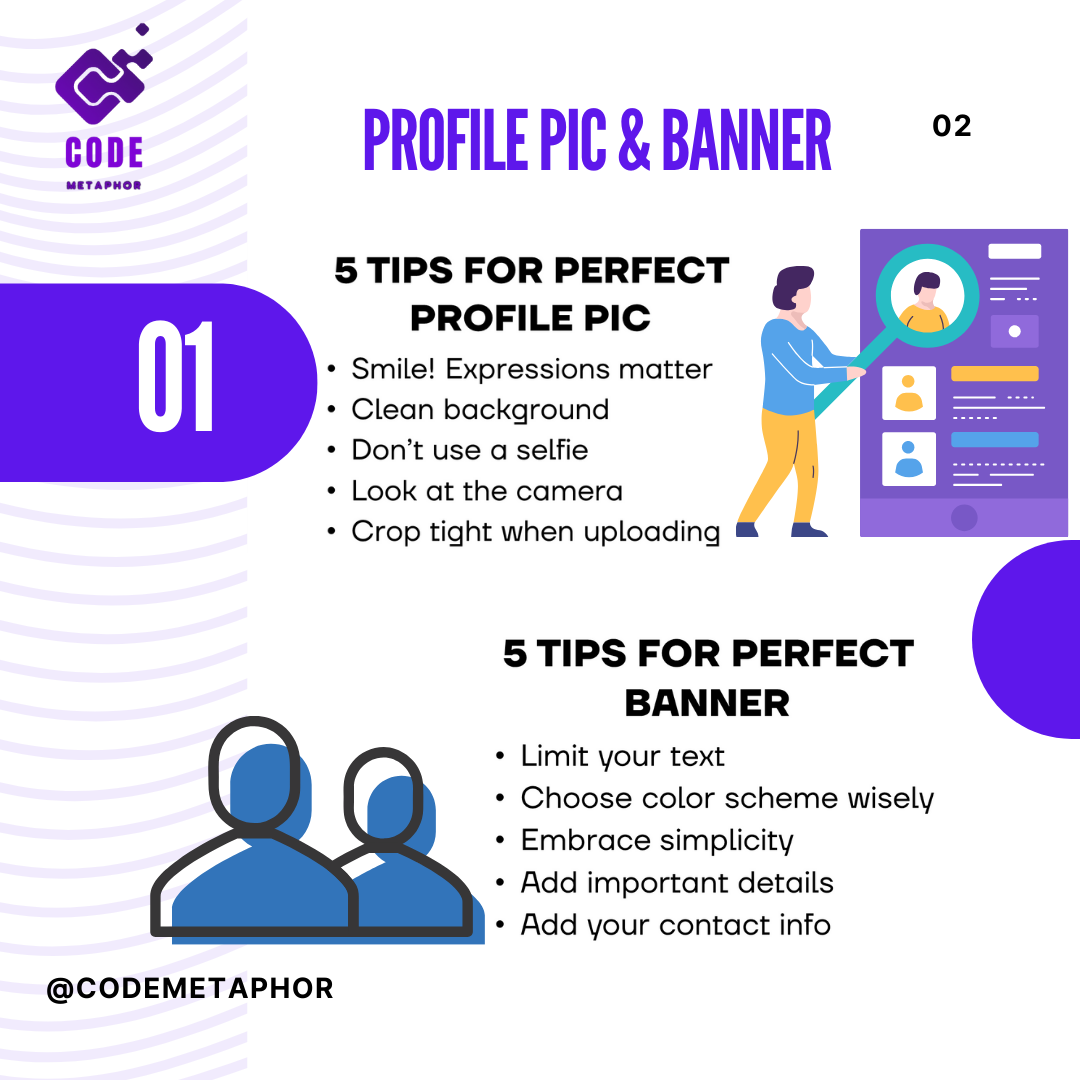 CODE
METAPHOR
PROFILE PIC & BANNER
02
01
5 TIPS FOR PERFECT
PROFILE PIC
• Smile! Expressions matter
• Clean background
• Don't use a selfie
• Look at the camera
• Crop tight when uploading
5 TIPS FOR PERFECT
BANNER
• Limit your text
• Choose color scheme wisely
• Embrace simplicity
• Add important details
• Add your contact info
@CODEMETAPHOR